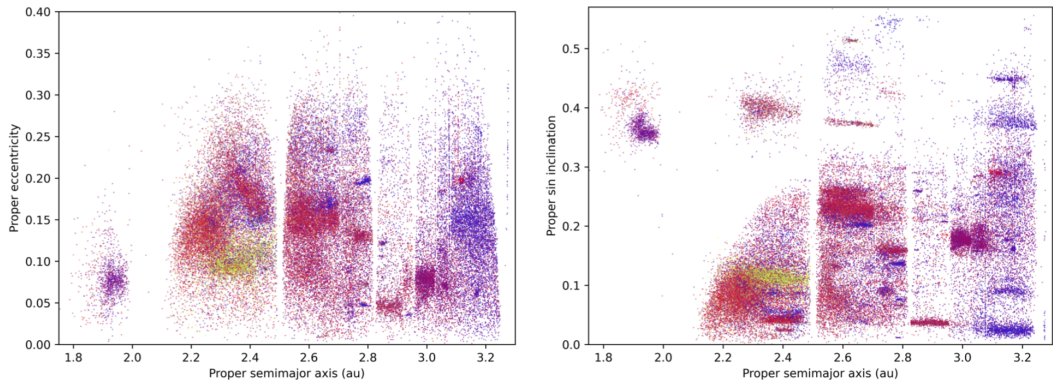 0.40
0.35
0.30
0.25
0.20
0.15
0.10
0.05
0.00
Proper eccentricity
1.8 2.0 2.2 2.4 2.6 2.8 3.0 3.2
Proper semimajor axis (au)
0.5
0.4
0.3
0.2
0.1
0.0
Proper sin inclination
1.8 2.0 2.2 2.4 2.6 2.8 3.0 3.2
Proper semimajor axis (au)